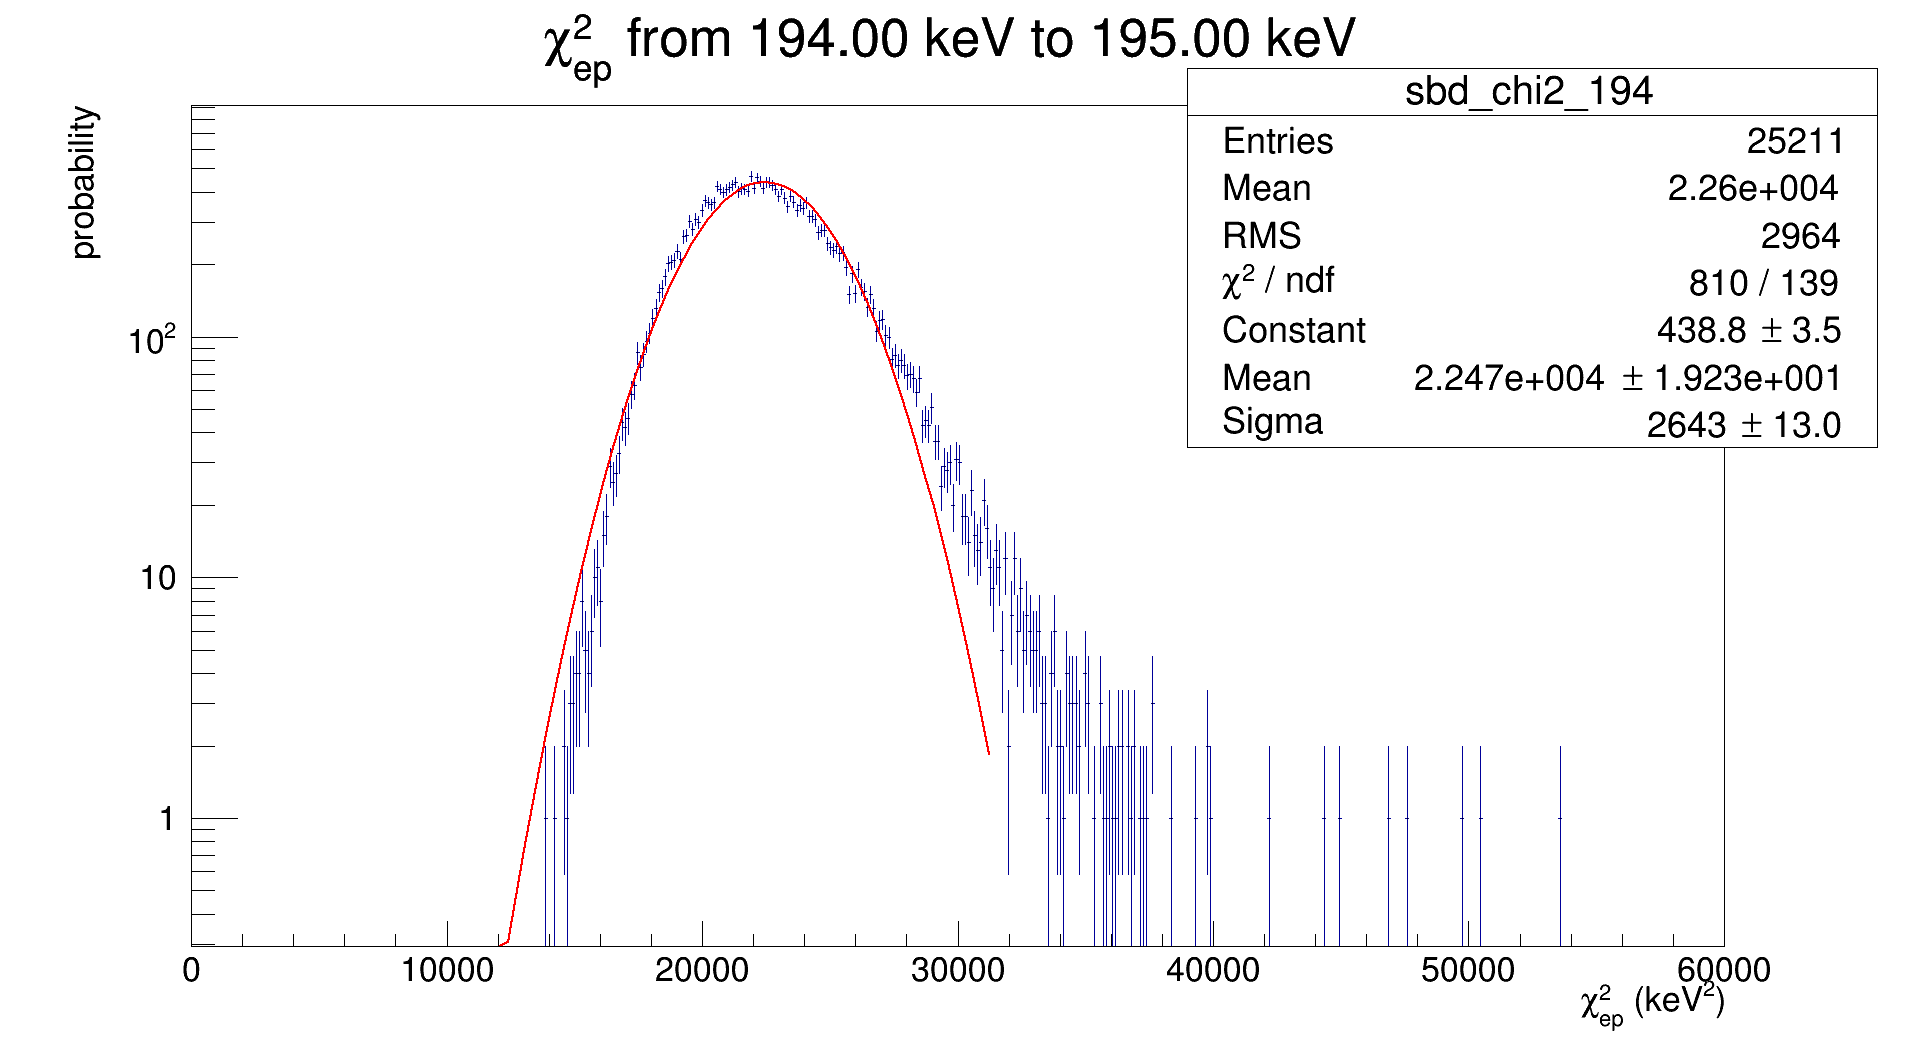 χ²ep from 194.00 keV to 195.00 keV
probability
sbd_chi2_194
Entries 25211
Mean 2.26e+004
RMS 2964
χ² / ndf 810 / 139
Constant 438.8 ± 3.5
Mean 2.247e+004 ± 1.923e+001
Sigma 2643 ± 13.0
10²
10
1
0 10000 20000 30000 40000 50000 60000
χ²ep (keV²)